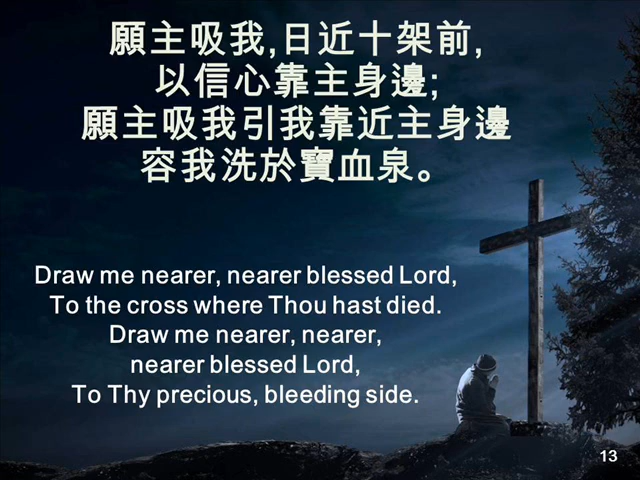 願主吸我,日近十架前,
以信心靠主身邊;
願主吸我引我靠近主身邊
容我洗於寶血泉。
Draw me nearer, nearer blessed Lord,
To the cross where Thou hast died.
Draw me nearer, nearer,
nearer blessed Lord,
To Thy precious, bleeding side.
13